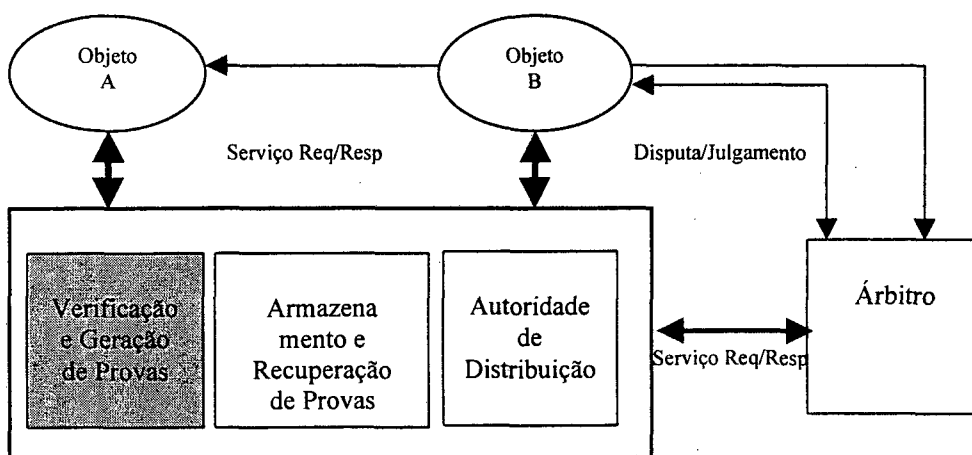 Objeto
A
Objeto
B
Serviço Req/Resp
Disputa/Julgamento
Verificação
e Geração
de Provas
Armazena
mento e
Recuperação
de Provas
Autoridade
de
Distribuição
Árbitro
Serviço Req/Resp